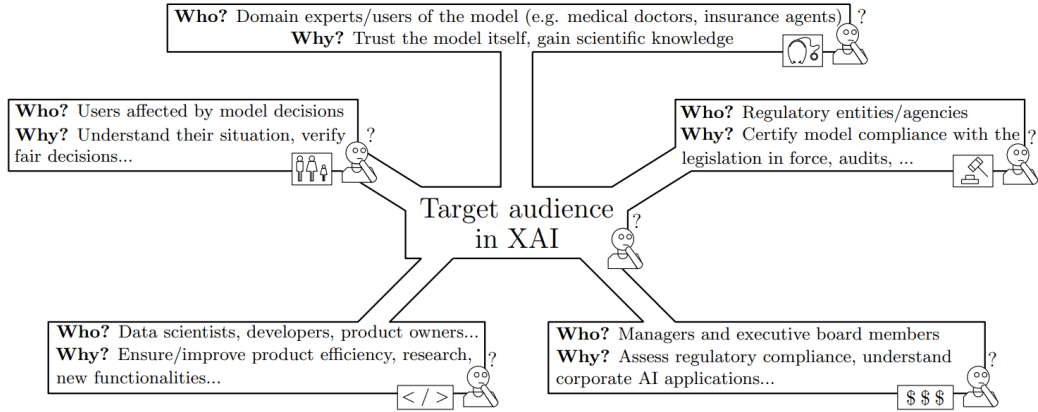 Who? Domain experts/users of the model (e.g. medical doctors, insurance agents)
?
Why? Trust the model itself, gain scientific knowledge
Who? Users affected by model decisions
Why? Understand their situation, verify
?
fair decisions...
Who? Regulatory entities/agencies
Why? Certify model compliance with the
?
legislation in force, audits, ...
Target audience
in XAI
?
Who? Data scientists, developers, product owners...
Why? Ensure/improve product efficiency, research,
?
new functionalities...
< / >
Who? Managers and executive board members
Why? Assess regulatory compliance, understand
?
corporate AI applications...
$ $ $